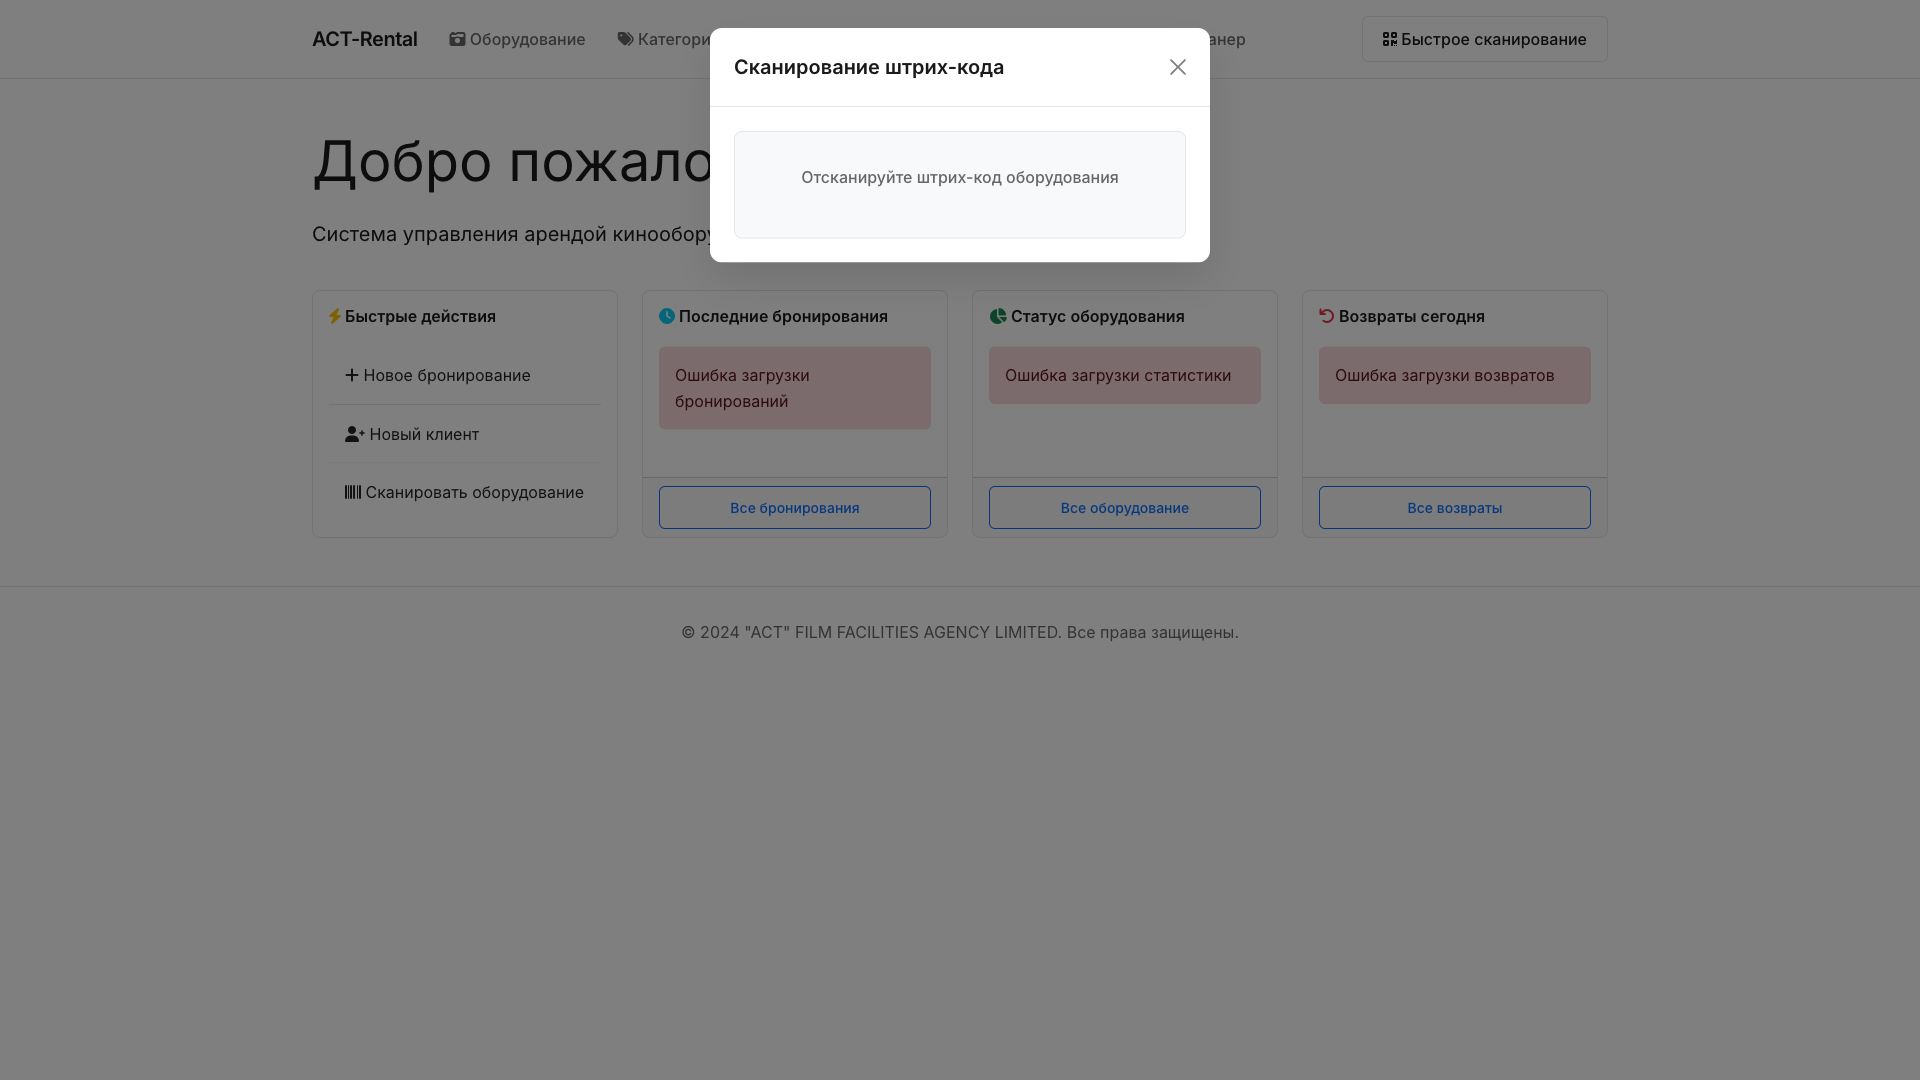 ACT-Rental
Оборудование
Категори
анер
Быстрое сканирование
Сканирование штрих-кода
Отсканируйте штрих-код оборудования
Добро пожало
Система управления арендой кинообору
Быстрые действия
Новое бронирование
Новый клиент
Сканировать оборудование
Последние бронирования
Ошибка загрузки
бронирований
Все бронирования
Статус оборудования
Ошибка загрузки статистики
Все оборудование
Возвраты сегодня
Ошибка загрузки возвратов
Все возвраты
© 2024 "ACT" FILM FACILITIES AGENCY LIMITED. Все права защищены.